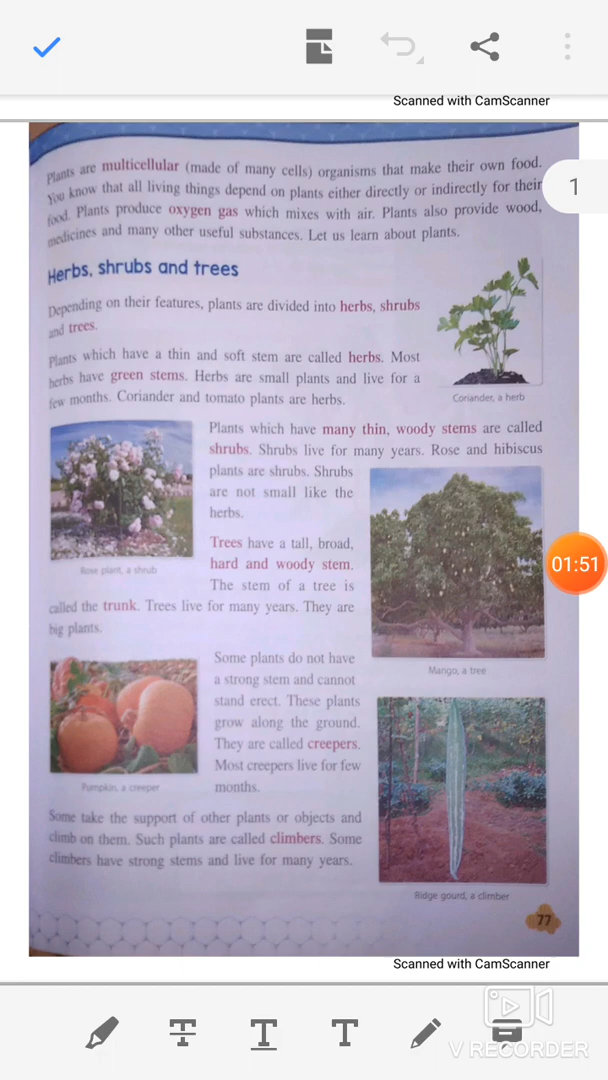 Scanned with CamScanner
Plants are multicellular (made of many cells) organisms that make their own food.
You know that all living things depend on plants either directly or indirectly for their
food. Plants produce oxygen gas which mixes with air. Plants also provide wood,
medicines and many other useful substances. Let us learn about plants.
1
Herbs, shrubs and trees
Depending on their features, plants are divided into herbs, shrubs
and trees.
Plants which have a thin and soft stem are called herbs. Most
herbs have green stems. Herbs are small plants and live for a
few months. Coriander and tomato plants are herbs.
Coriander, a herb
Plants which have many thin, woody stems are called
shrubs. Shrubs live for many years. Rose and hibiscus
plants are shrubs. Shrubs
are not small like the
herbs.
Rose plant, a shrub
Trees have a tall, broad,
hard and woody stem.
The stem of a tree is
called the trunk. Trees live for many years. They are
big plants.
01:51
Mango, a tree
Some plants do not have
a strong stem and cannot
stand erect. These plants
grow along the ground.
They are called creepers.
Most creepers live for few
months.
Pumpkin, a creeper
Some take the support of other plants or objects and
climb on them. Such plants are called climbers. Some
climbers have strong stems and live for many years.
Ridge gourd, a climber
77
Scanned with CamScanner
T
T
T
V RECORDER